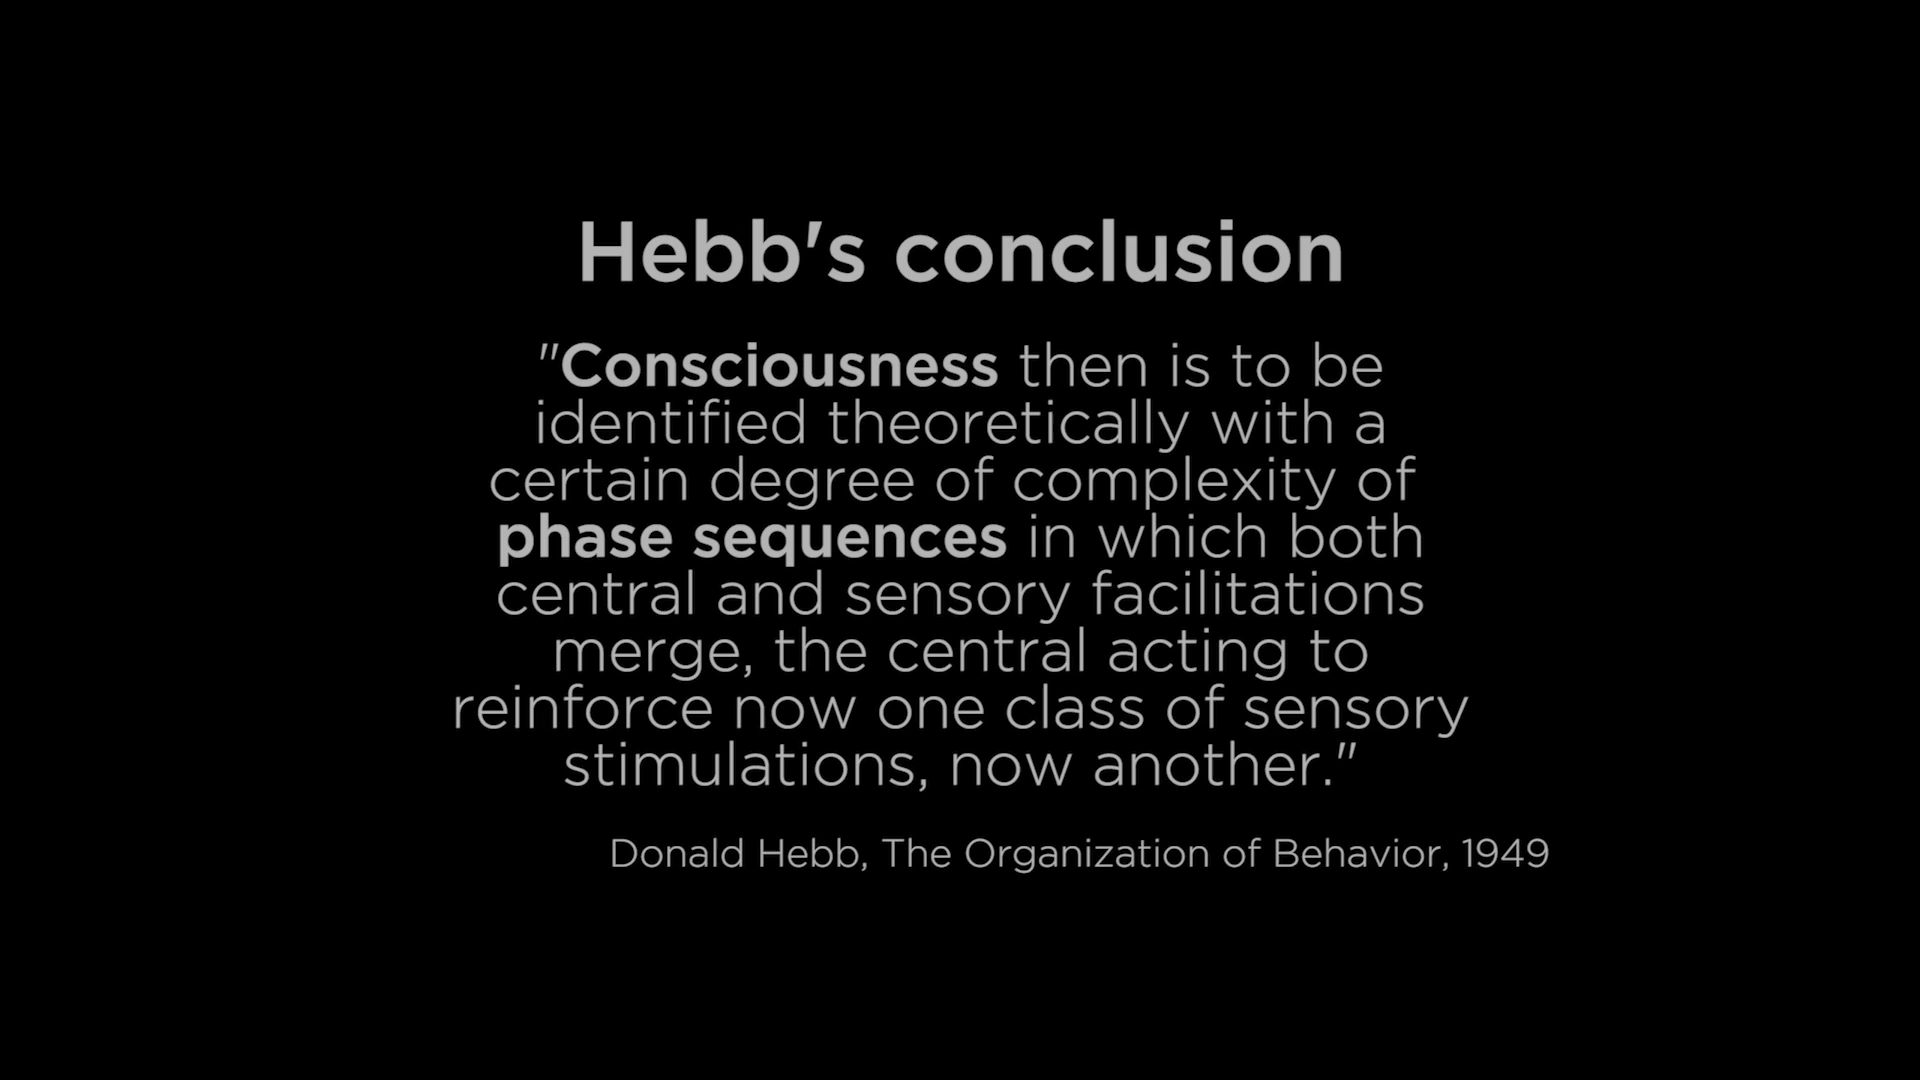 Hebb's conclusion
"Consciousness then is to be
identified theoretically with a
certain degree of complexity of
phase sequences in which both
central and sensory facilitations
merge, the central acting to
reinforce now one class of sensory
stimulations, now another."
Donald Hebb, The Organization of Behavior, 1949